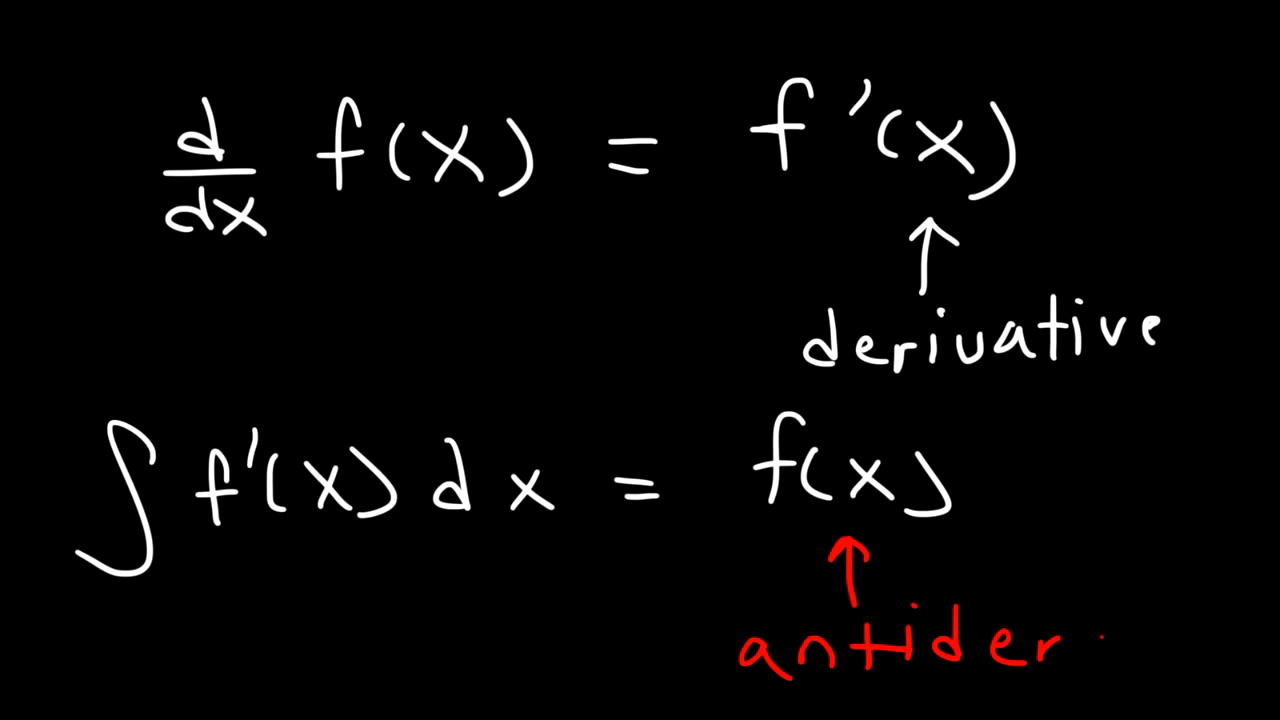 d/dx f(x) = f'(x)
↑
derivative
∫ f'(x) dx = f(x)
↑
antider